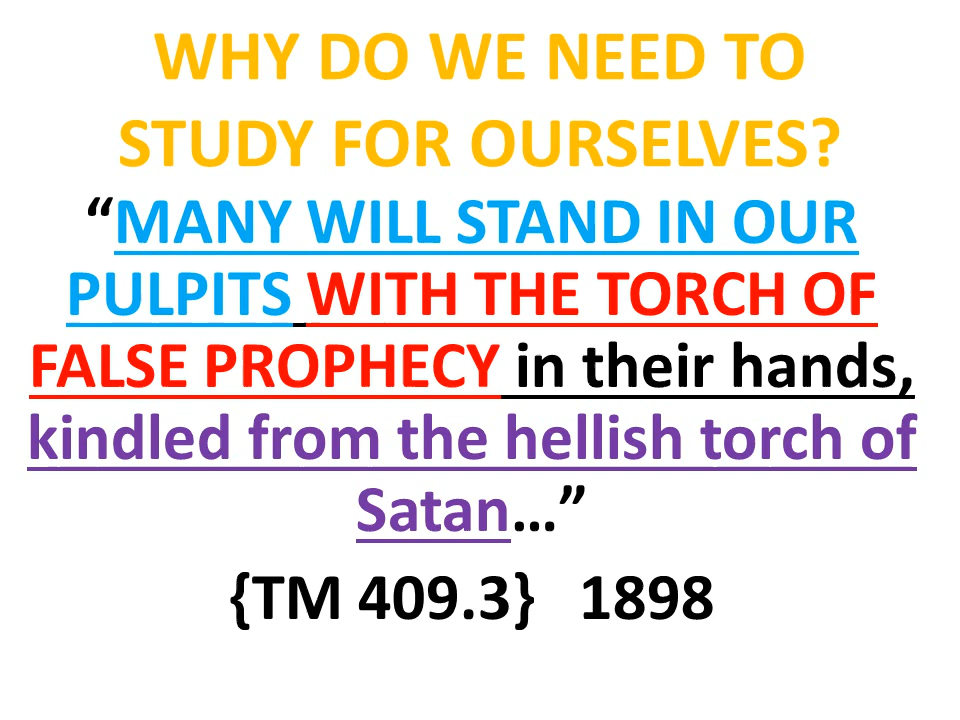 WHY DO WE NEED TO
STUDY FOR OURSELVES?
“MANY WILL STAND IN OUR
PULPITS WITH THE TORCH OF
FALSE PROPHECY in their hands,
kindled from the hellish torch of
Satan…”
{TM 409.3} 1898